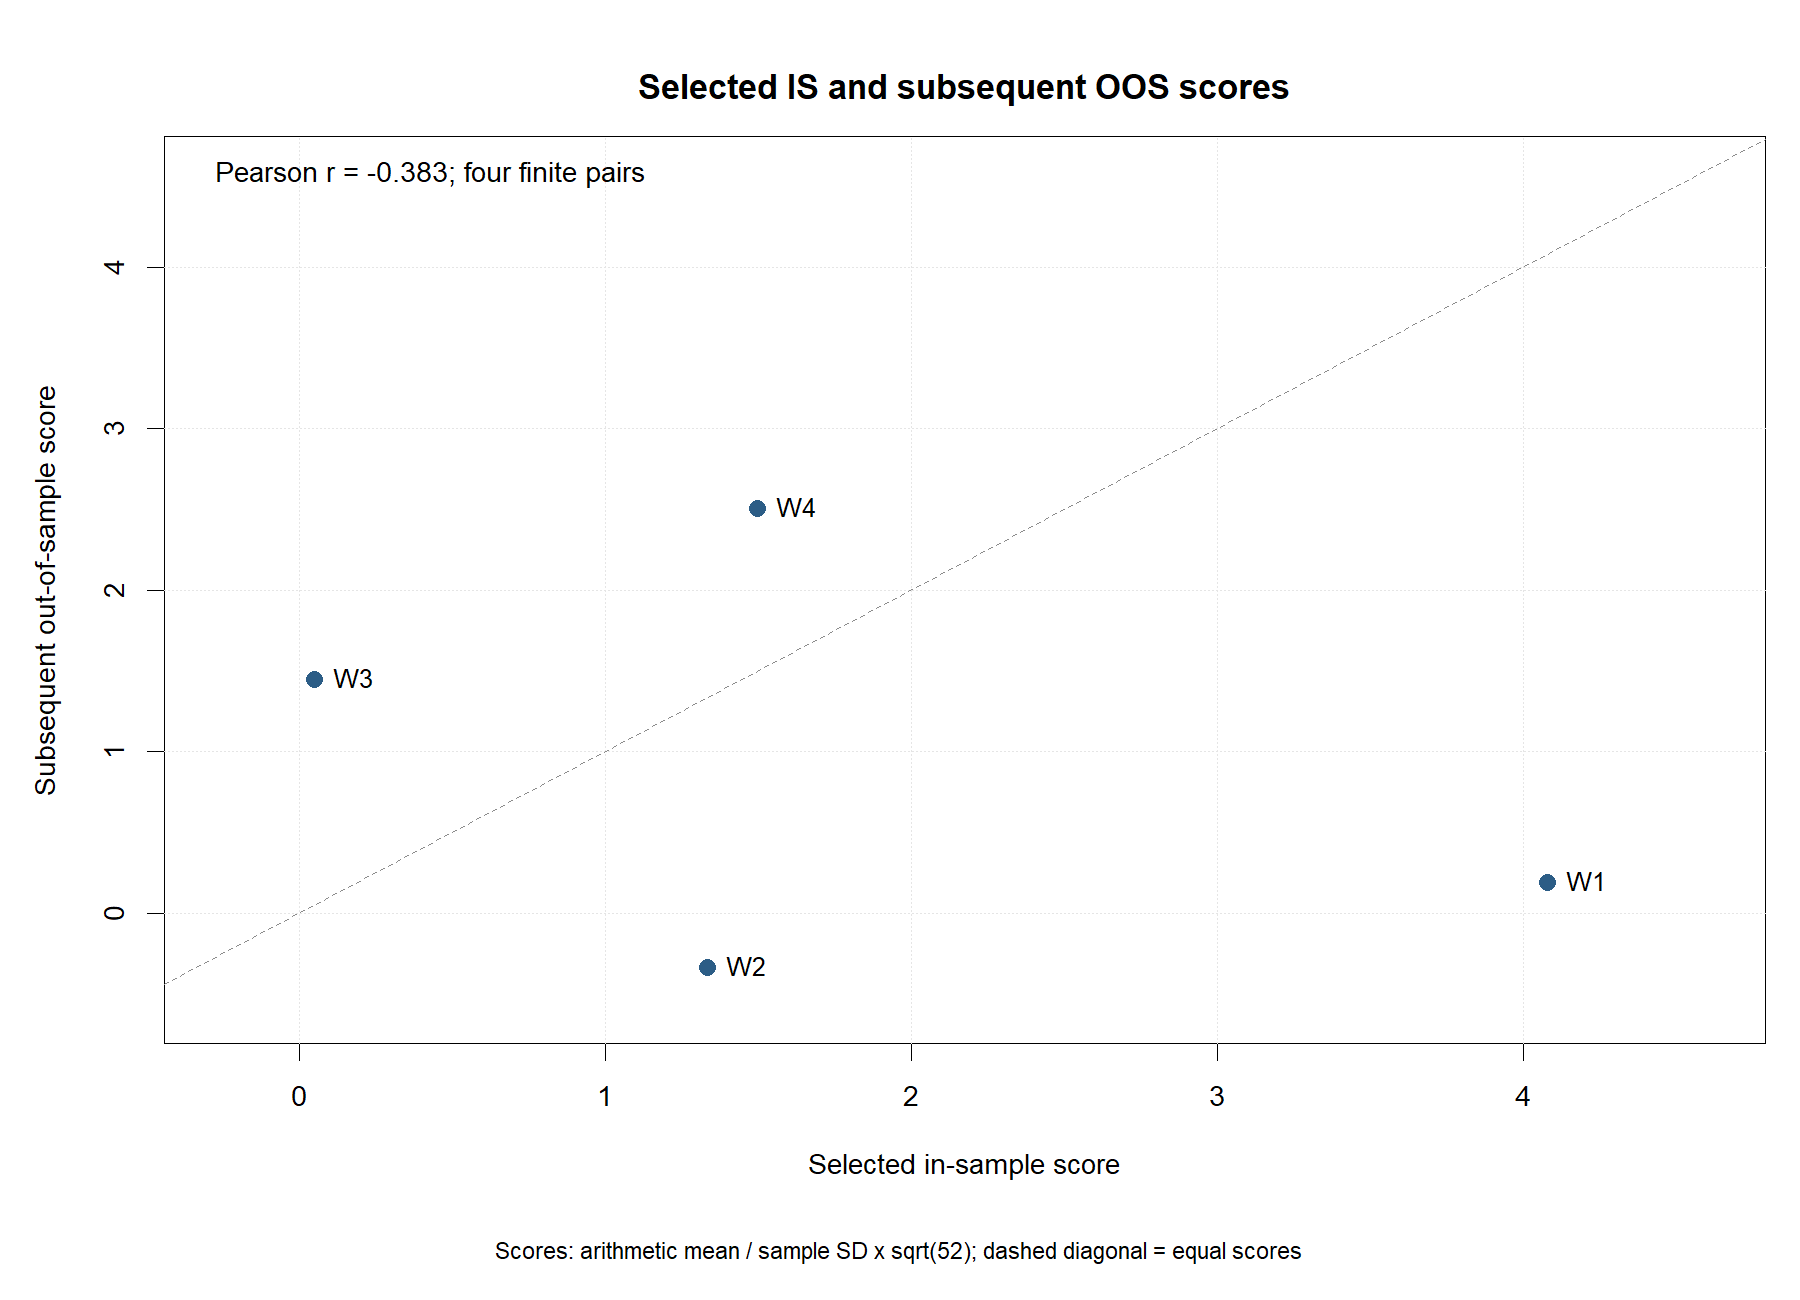 Selected IS and subsequent OOS scores
Pearson r = -0.383; four finite pairs
Subsequent out-of-sample score
4
3
2
1
0
W4
W3
W1
W2
0 1 2 3 4
Selected in-sample score
Scores: arithmetic mean / sample SD x sqrt(52); dashed diagonal = equal scores